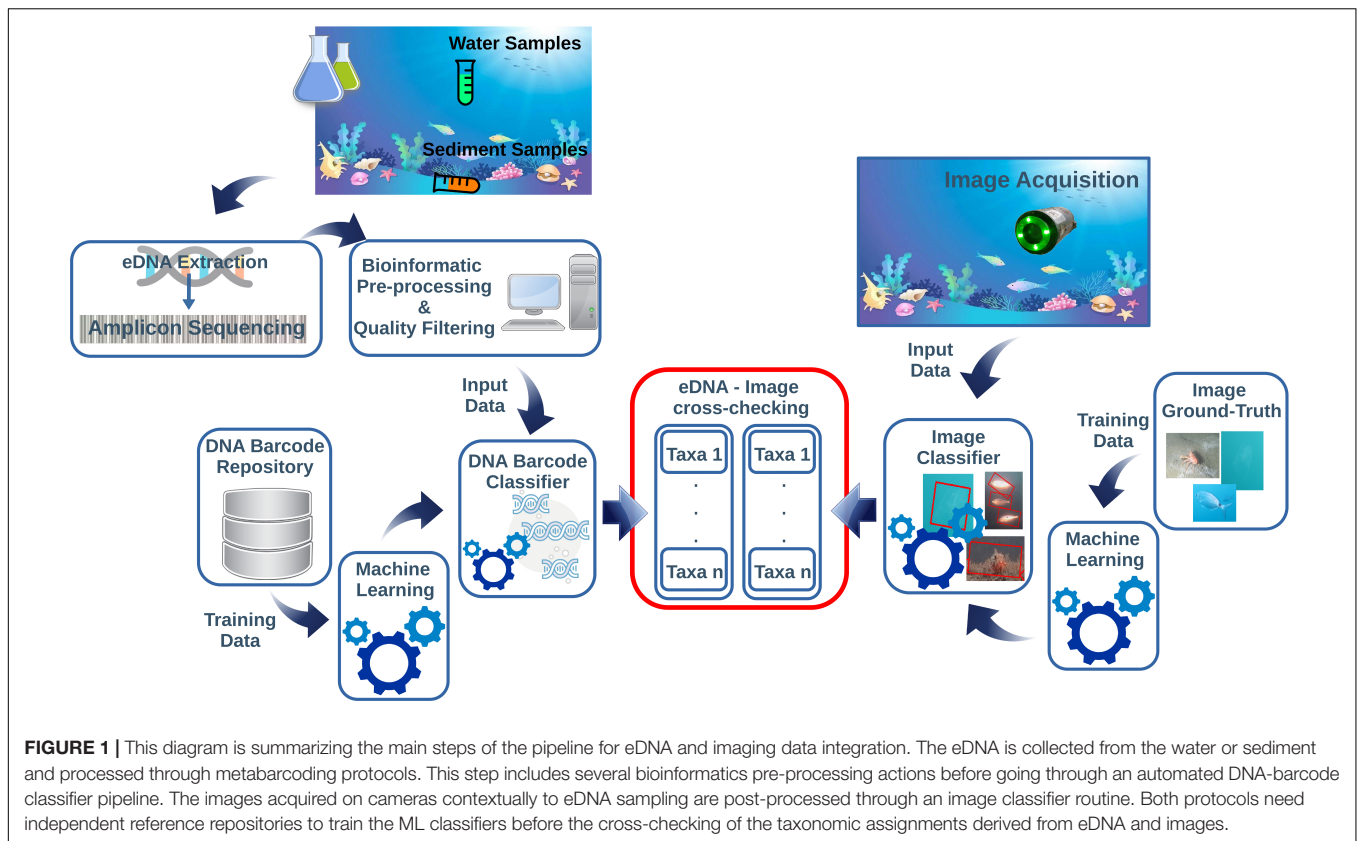 Water Samples
Sediment Samples
eDNA Extraction
Amplicon Sequencing
Bioinformatic
Pre-processing
&
Quality Filtering
Input
Data
DNA Barcode
Repository
Training
Data
Machine
Learning
DNA Barcode
Classifier
eDNA - Image
cross-checking
Taxa 1
Taxa 1
.
.
.
.
.
.
Taxa n
Taxa n
Image Acquisition
Input
Data
Image
Classifier
Image
Ground-Truth
Training
Data
Machine
Learning
FIGURE 1 | This diagram is summarizing the main steps of the pipeline for eDNA and imaging data integration. The eDNA is collected from the water or sediment
and processed through metabarcoding protocols. This step includes several bioinformatics pre-processing actions before going through an automated DNA-barcode
classifier pipeline. The images acquired on cameras contextually to eDNA sampling are post-processed through an image classifier routine. Both protocols need
independent reference repositories to train the ML classifiers before the cross-checking of the taxonomic assignments derived from eDNA and images.